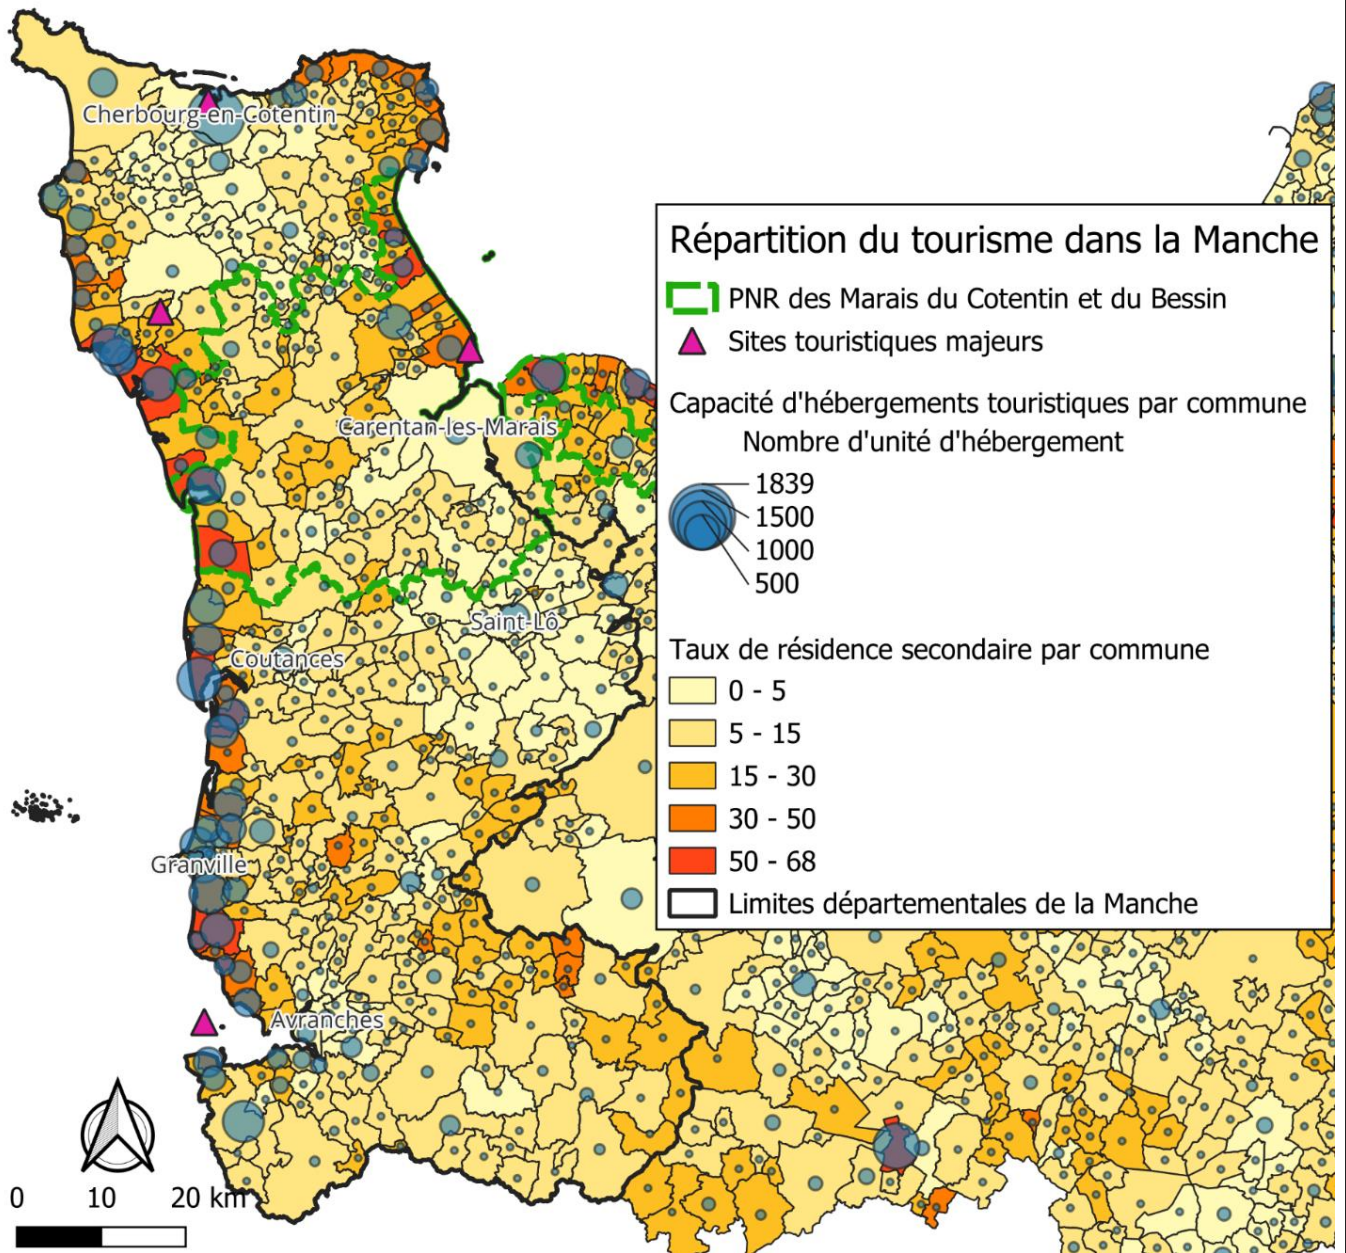 Cherbourg-en-Cotentin
Carentan-les-Marais
Saint-Lô
Coutances
Granville
Avranches
0 10 20 km
Répartition du tourisme dans la Manche
PNR des Marais du Cotentin et du Bessin
Sites touristiques majeurs
Capacité d'hébergements touristiques par commune
Nombre d'unité d'hébergement
1839
1500
1000
500
Taux de résidence secondaire par commune
0 - 5
5 - 15
15 - 30
30 - 50
50 - 68
Limites départementales de la Manche